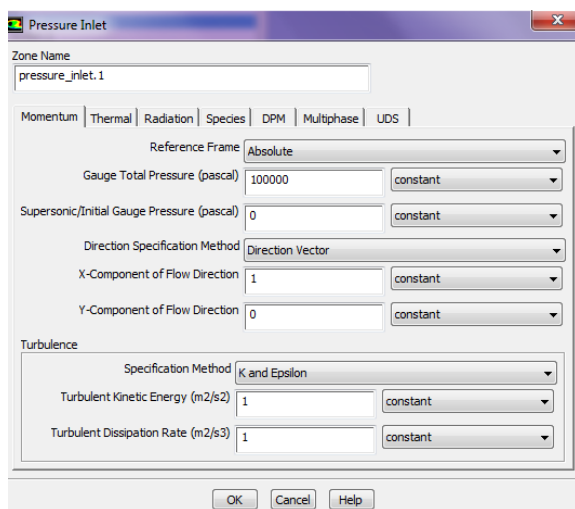 Pressure Inlet
Zone Name
pressure_inlet.1
Momentum Thermal Radiation Species DPM Multiphase UDS
Reference Frame Absolute
Gauge Total Pressure (pascal) 100000 constant
Supersonic/Initial Gauge Pressure (pascal) 0 constant
Direction Specification Method Direction Vector
X-Component of Flow Direction 1 constant
Y-Component of Flow Direction 0 constant
Turbulence
Specification Method K and Epsilon
Turbulent Kinetic Energy (m2/s2) 1 constant
Turbulent Dissipation Rate (m2/s3) 1 constant
OK Cancel Help